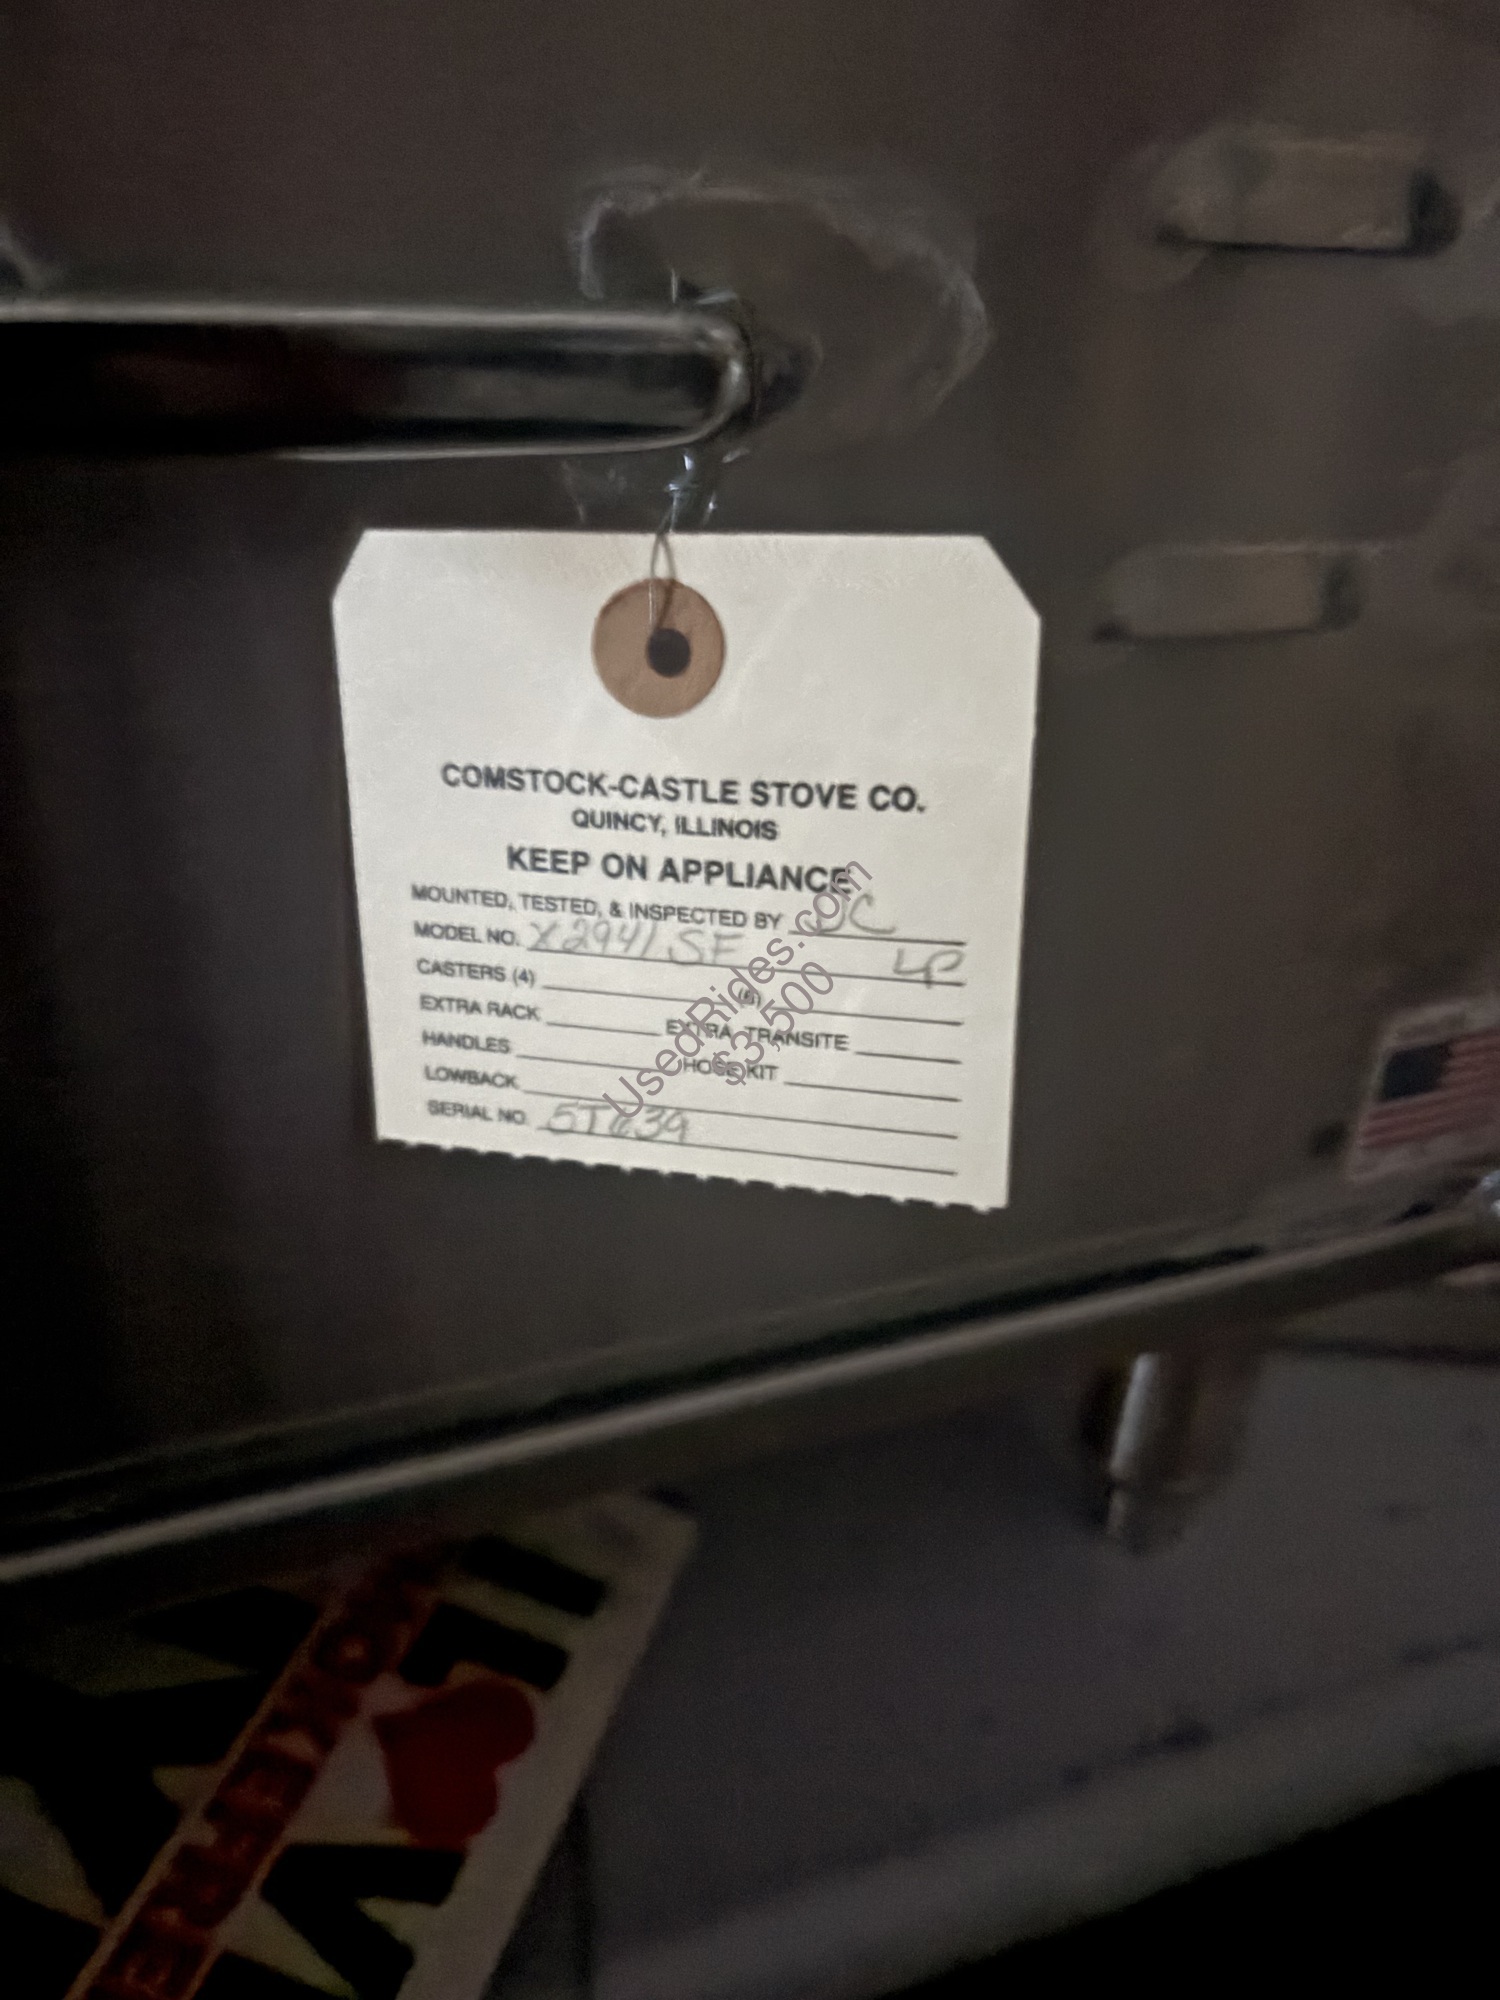 COMSTOCK-CASTLE STOVE CO.
QUINCY, ILLINOIS
KEEP ON APPLIANCE
MOUNTED, TESTED, & INSPECTED BY
MODEL NO. X2941SF LP
CASTERS (4) (6)
EXTRA RACK EXTRA TRANSITE
HANDLES HOSE KIT
LOWBACK
SERIAL NO.
UsedRides.com
$3,500